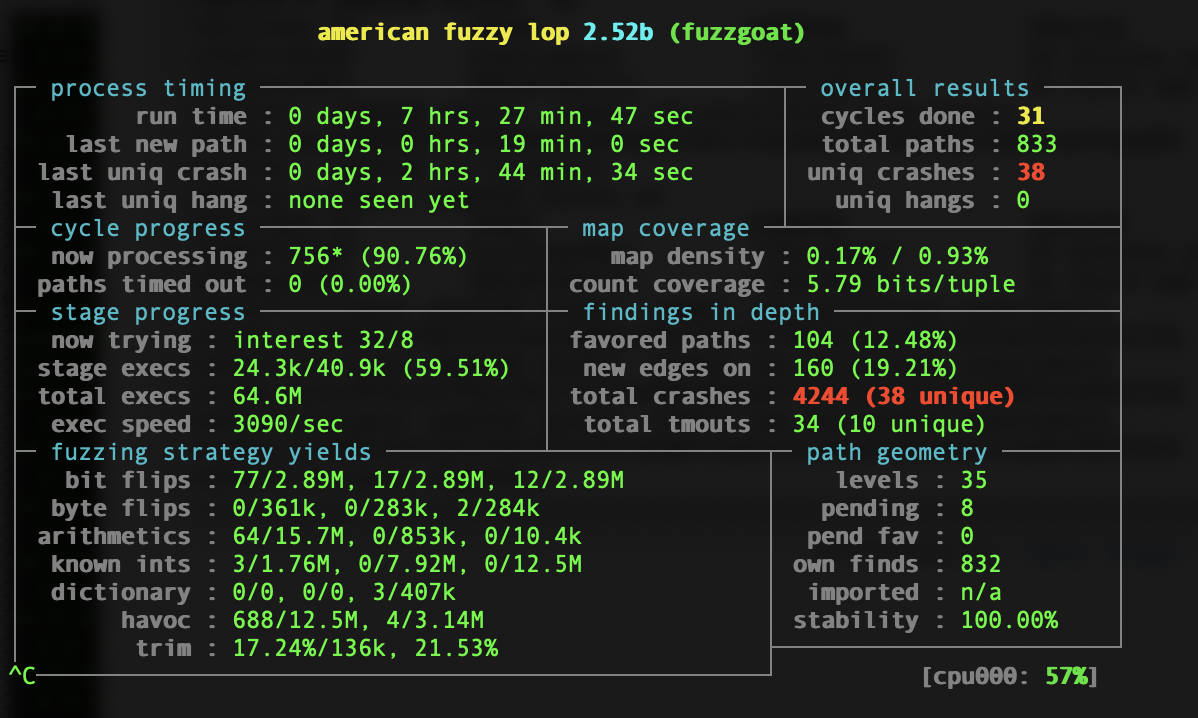 american fuzzy lop 2.52b (fuzzgoat)
process timing overall results
run time : 0 days, 7 hrs, 27 min, 47 sec cycles done : 31
last new path : 0 days, 0 hrs, 19 min, 0 sec total paths : 833
last uniq crash : 0 days, 2 hrs, 44 min, 34 sec uniq crashes : 38
last uniq hang : none seen yet uniq hangs : 0
cycle progress map coverage
now processing : 756* (90.76%) map density : 0.17% / 0.93%
paths timed out : 0 (0.00%) count coverage : 5.79 bits/tuple
stage progress findings in depth
now trying : interest 32/8 favored paths : 104 (12.48%)
stage execs : 24.3k/40.9k (59.51%) new edges on : 160 (19.21%)
total execs : 64.6M total crashes : 4244 (38 unique)
exec speed : 3090/sec total tmouts : 34 (10 unique)
fuzzing strategy yields path geometry
bit flips : 77/2.89M, 17/2.89M, 12/2.89M levels : 35
byte flips : 0/361k, 0/283k, 2/284k pending : 8
arithmetics : 64/15.7M, 0/853k, 0/10.4k pend fav : 0
known ints : 3/1.76M, 0/7.92M, 0/12.5M own finds : 832
dictionary : 0/0, 0/0, 3/407k imported : n/a
havoc : 688/12.5M, 4/3.14M stability : 100.00%
trim : 17.24%/136k, 21.53%
^C [cpu000: 57%]